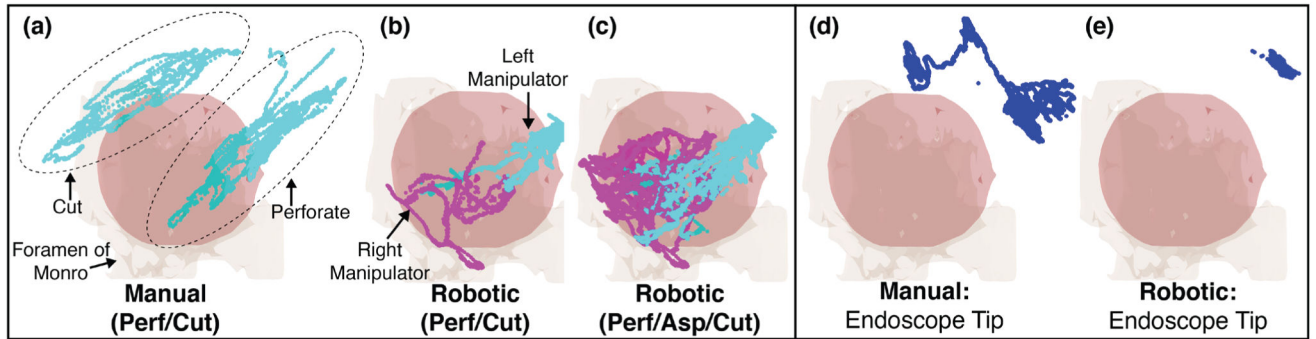 (a)
Cut
Perforate
Foramen of
Monro
Manual
(Perf/Cut)
(b)
Left
Manipulator
Right
Manipulator
Robotic
(Perf/Cut)
(c)
Robotic
(Perf/Asp/Cut)
(d)
Manual:
Endoscope Tip
(e)
Robotic:
Endoscope Tip